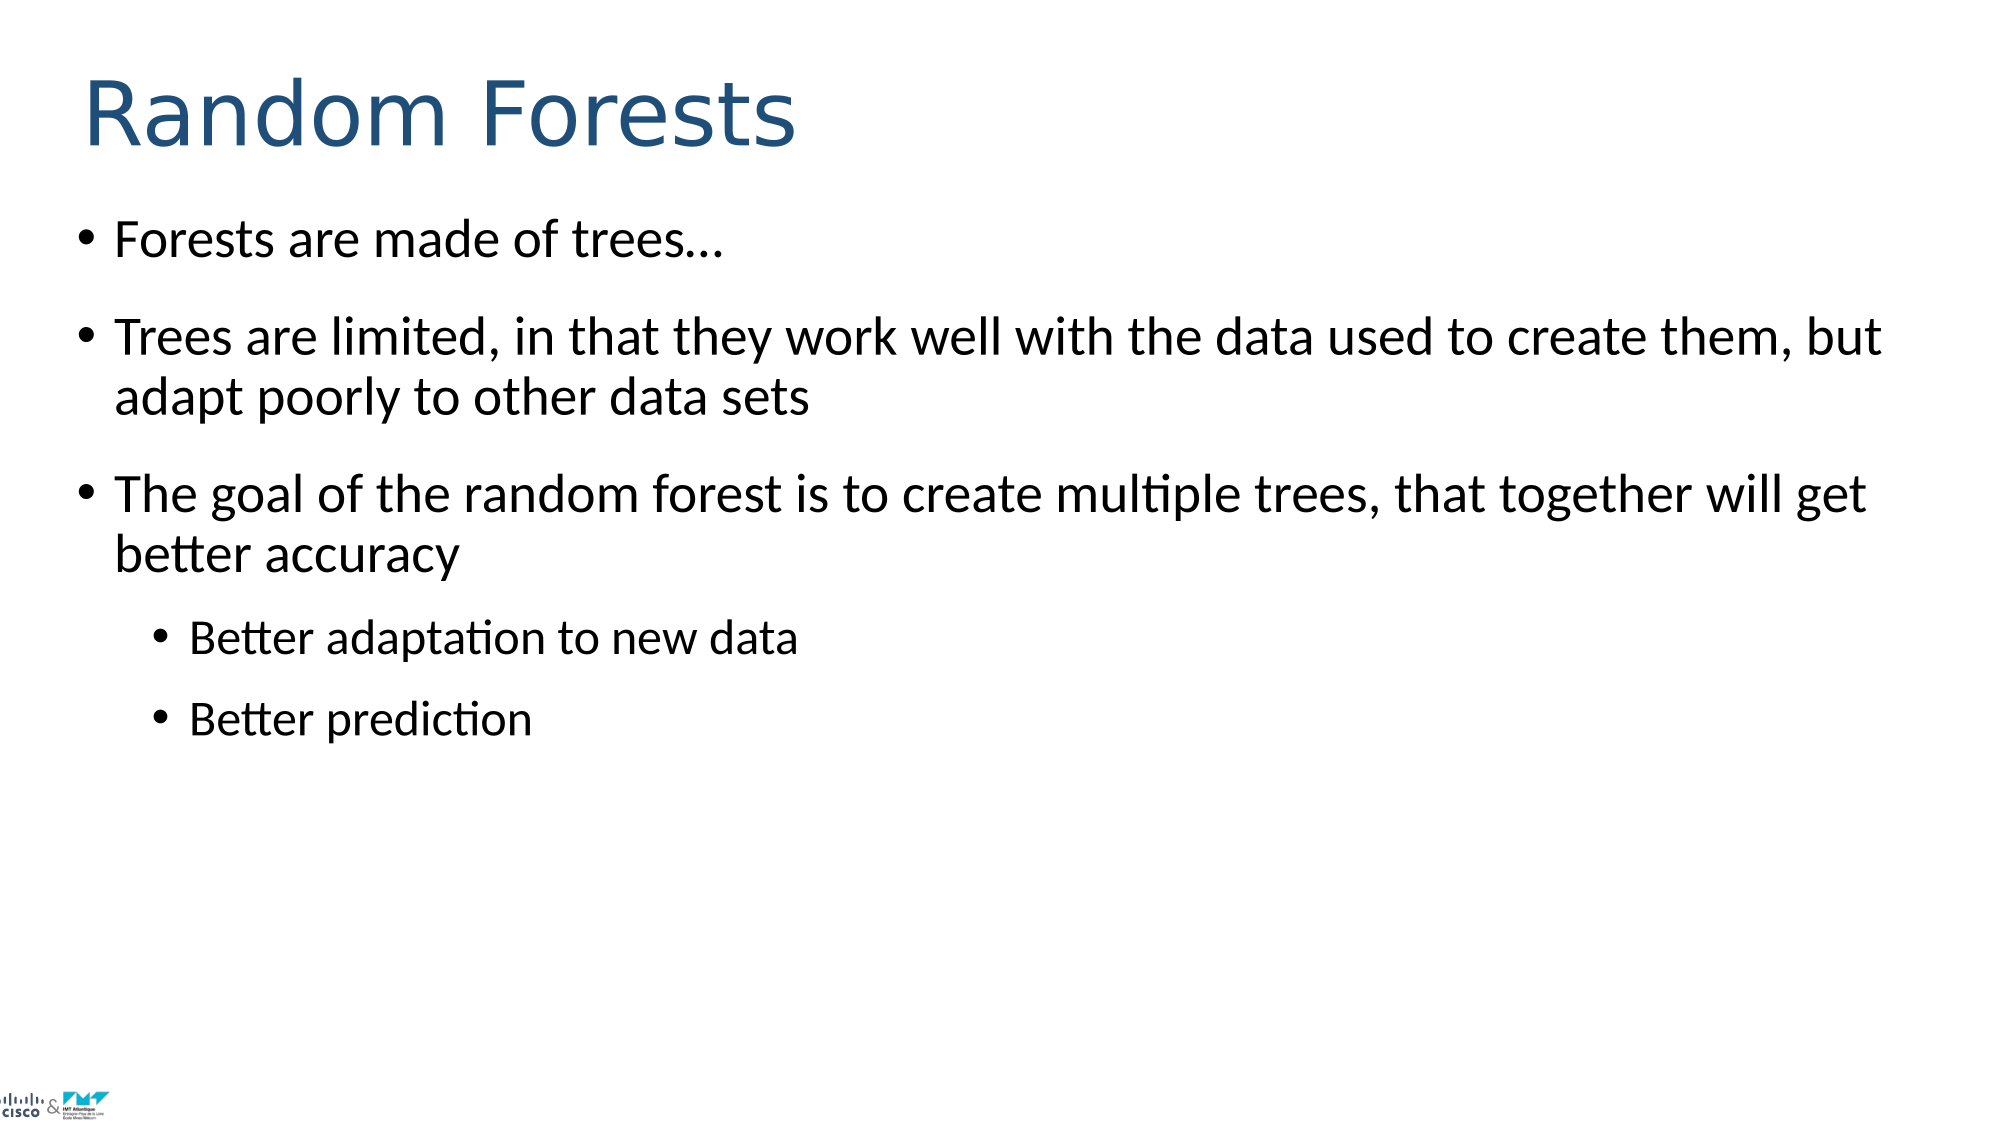 Random Forests
• Forests are made of trees…
• Trees are limited, in that they work well with the data used to create them, but
adapt poorly to other data sets
• The goal of the random forest is to create multiple trees, that together will get
better accuracy
• Better adaptation to new data
• Better prediction
CISCO & IMT Atlantique